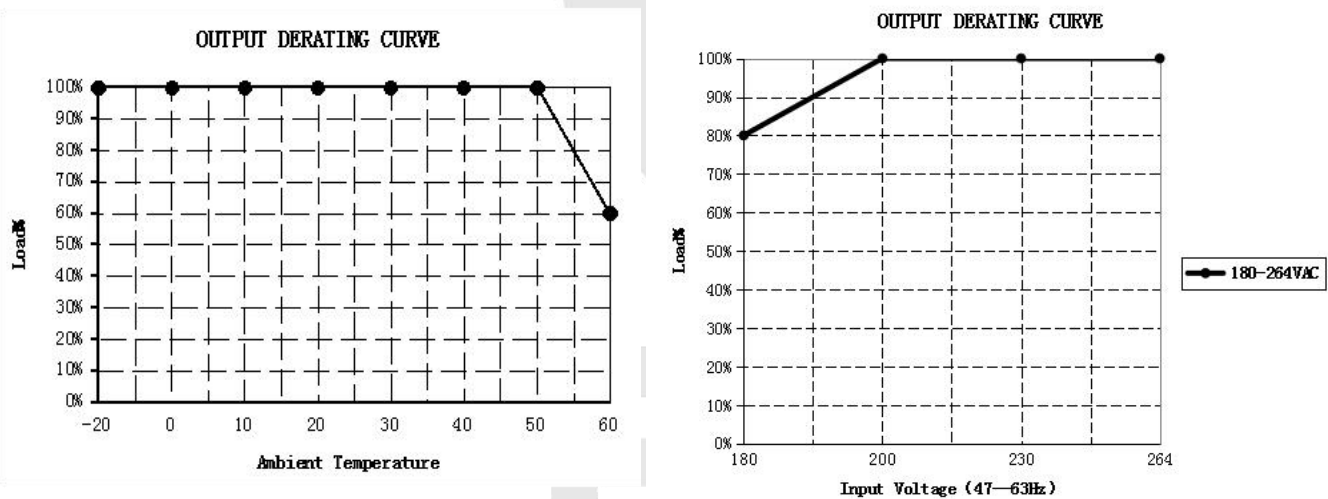 OUTPUT DERATING CURVE
100%
90%
80%
70%
60%
50%
40%
30%
20%
10%
0%
Load%
-20 0 10 20 30 40 50 60
Ambient Temperature
OUTPUT DERATING CURVE
100%
90%
80%
70%
60%
50%
40%
30%
20%
10%
0%
Load%
180 200 230 264
Input Voltage (47—63Hz)
180-264VAC